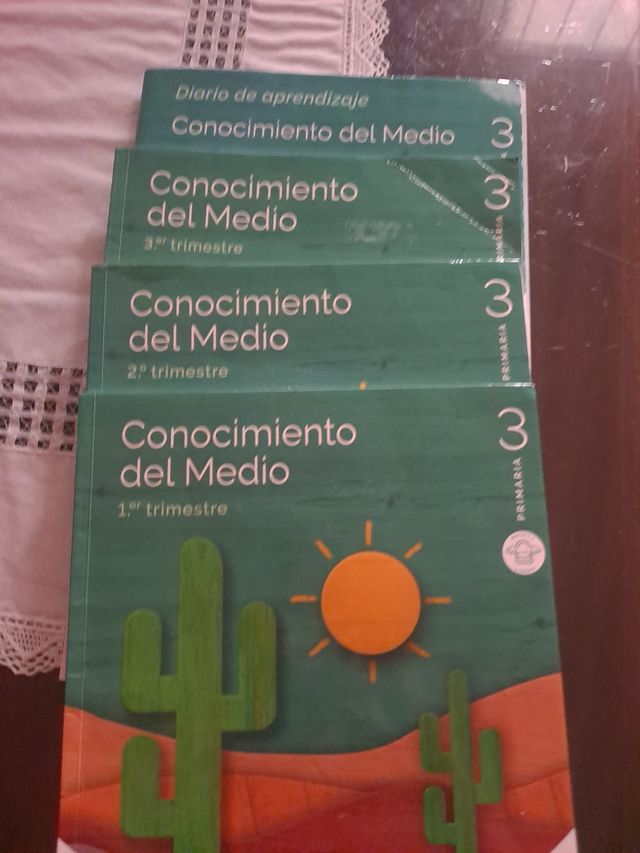 Diario de aprendizaje
Conocimiento del Medio
3
Conocimiento
del Medio
3.er trimestre
3
PRIMARIA
Conocimiento
del Medio
2.º trimestre
3
PRIMARIA
Conocimiento
del Medio
1.er trimestre
3
PRIMARIA